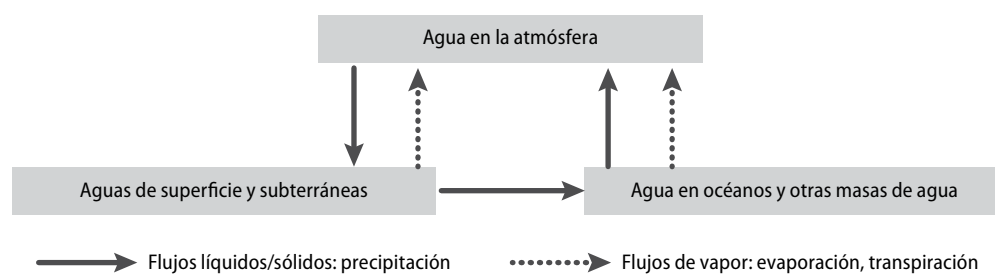 Agua en la atmósfera
Aguas de superficie y subterráneas
Agua en océanos y otras masas de agua
Flujos líquidos/sólidos: precipitación
Flujos de vapor: evaporación, transpiración